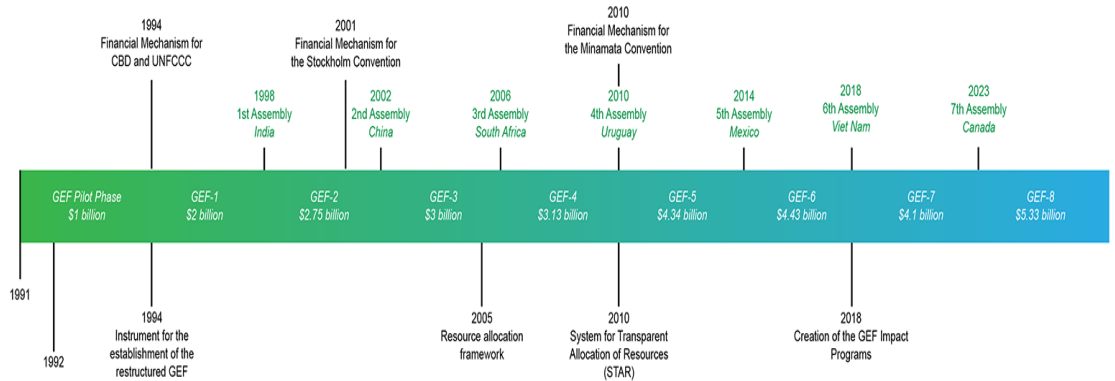 1994
Financial Mechanism for
CBD and UNFCCC
2001
Financial Mechanism for
the Stockholm Convention
2010
Financial Mechanism for
the Minamata Convention
1998
1st Assembly
India
2002
2nd Assembly
China
2006
3rd Assembly
South Africa
2010
4th Assembly
Uruguay
2014
5th Assembly
Mexico
2018
6th Assembly
Viet Nam
2023
7th Assembly
Canada
GEF Pilot Phase
$1 billion
GEF-1
$2 billion
GEF-2
$2.75 billion
GEF-3
$3 billion
GEF-4
$3.13 billion
GEF-5
$4.34 billion
GEF-6
$4.43 billion
GEF-7
$4.1 billion
GEF-8
$5.33 billion
1991
1992
1994
Instrument for the
establishment of the
restructured GEF
2005
Resource allocation
framework
2010
System for Transparent
Allocation of Resources
(STAR)
2018
Creation of the GEF Impact
Programs